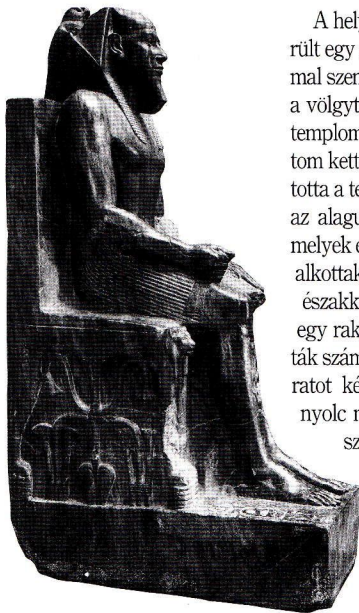 A hely
rült egy
mal szen
a völgyt
templom
tom kett
totta a te
az alagu
melyek é
alkottak
északk
egy rak
ták szám
ratot ké
nyolc r
sz